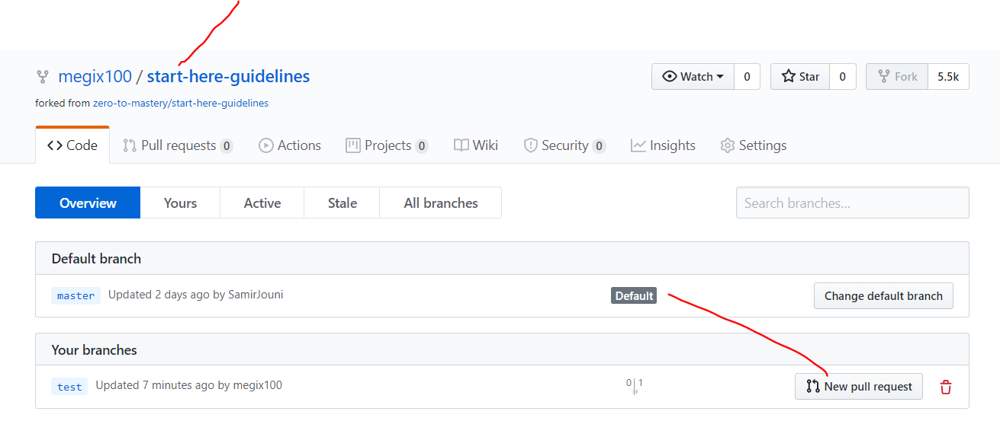 megix100 / start-here-guidelines Watch 0 Star 0 Fork 5.5k
forked from zero-to-mastery/start-here-guidelines
Code Pull requests 0 Actions Projects 0 Wiki Security 0 Insights Settings
Overview Yours Active Stale All branches Search branches...
Default branch
master Updated 2 days ago by SamirJouni Default Change default branch
Your branches
test Updated 7 minutes ago by megix100 0 1 New pull request